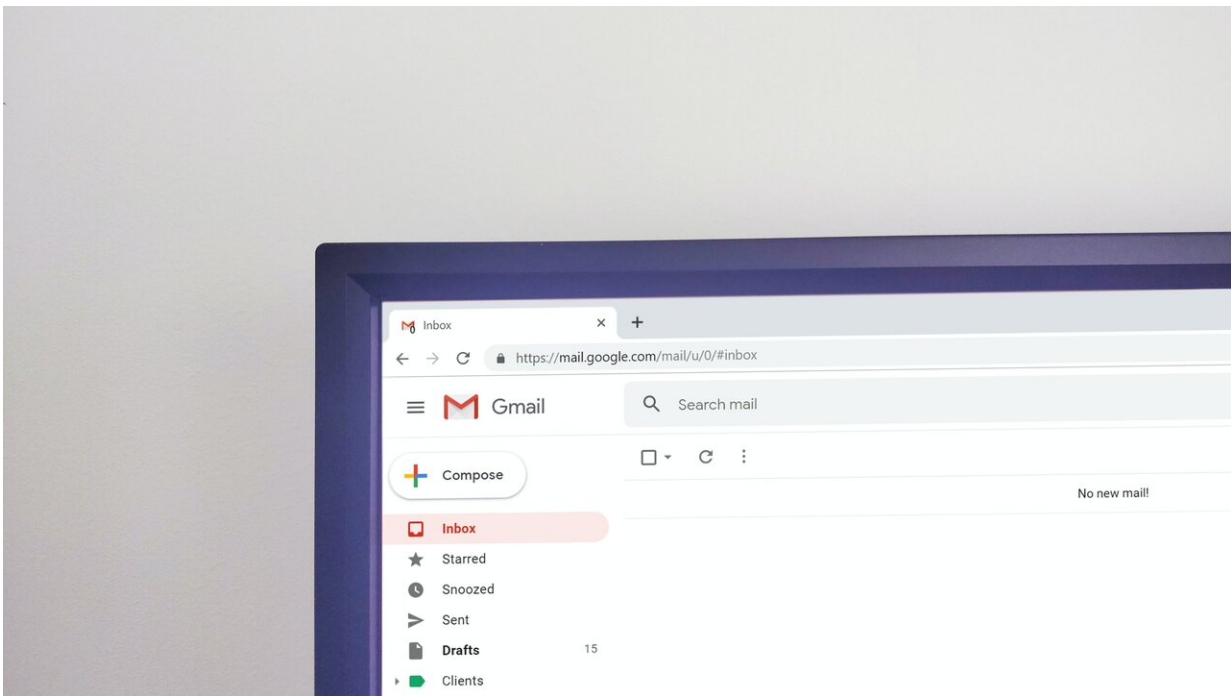 Inbox
https://mail.google.com/mail/u/0/#inbox
Gmail
Search mail
Compose
No new mail!
Inbox
Starred
Snoozed
Sent
Drafts 15
Clients